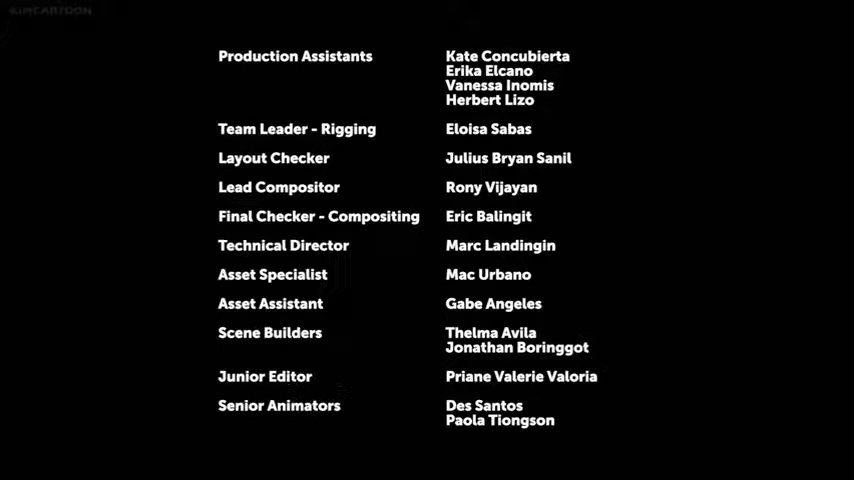 KIMCARTOON
Production Assistants Kate Concubierta
Erika Elcano
Vanessa Inomis
Herbert Lizo
Team Leader - Rigging Eloisa Sabas
Layout Checker Julius Bryan Sanil
Lead Compositor Rony Vijayan
Final Checker - Compositing Eric Balingit
Technical Director Marc Landingin
Asset Specialist Mac Urbano
Asset Assistant Gabe Angeles
Scene Builders Thelma Avila
Jonathan Boringgot
Junior Editor Priane Valerie Valoria
Senior Animators Des Santos
Paola Tiongson